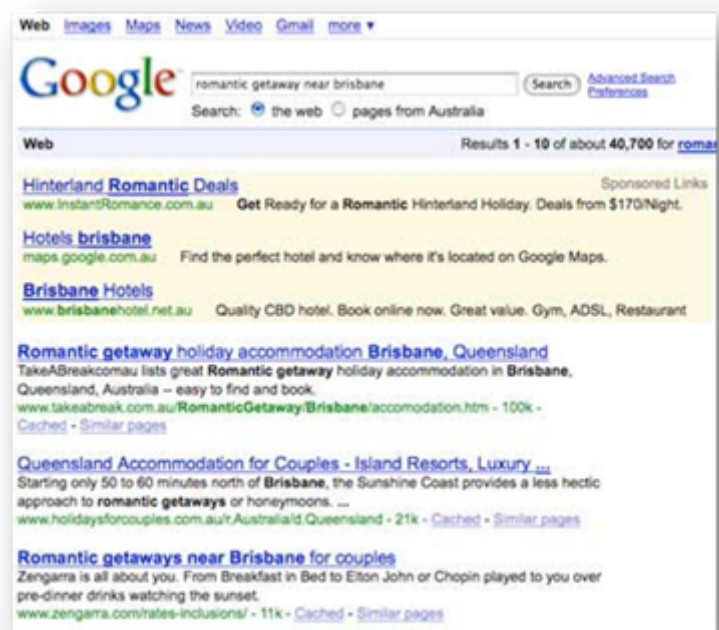 Web Images Maps News Video Gmail more ▼
Google romantic getaway near brisbane Search Advanced Search
Preferences
Search: the web pages from Australia
Web Results 1 - 10 of about 40,700 for
Hinterland Romantic Deals Sponsored Links
www.InstantRomance.com.au Get Ready for a Romantic Hinterland Holiday. Deals from $170/Night.
Hotels brisbane
maps.google.com.au Find the perfect hotel and know where it's located on Google Maps.
Brisbane Hotels
www.brisbanehotel.net.au Quality CBD hotel. Book online now. Great value. Gym, ADSL, Restaurant
Romantic getaway holiday accommodation Brisbane, Queensland
TakeABreakcomau lists great Romantic getaway holiday accommodation in Brisbane,
Queensland, Australia -- easy to find and book.
www.takeabreak.com.au/RomanticGetaway/Brisbane/accomodation.htm - 100k -
Cached - Similar pages
Queensland Accommodation for Couples - Island Resorts, Luxury ...
Starting only 50 to 60 minutes north of Brisbane, the Sunshine Coast provides a less hectic
approach to romantic getaways or honeymoons. ...
www.holidaysforcouples.com.au/r.Australia/d.Queensland - 21k - Cached - Similar pages
Romantic getaways near Brisbane for couples
Zengarra is all about you. From Breakfast in Bed to Elton John or Chopin played to you over
pre-dinner drinks watching the sunset.
www.zengarra.com/rates-inclusions/ - 11k - Cached - Similar pages